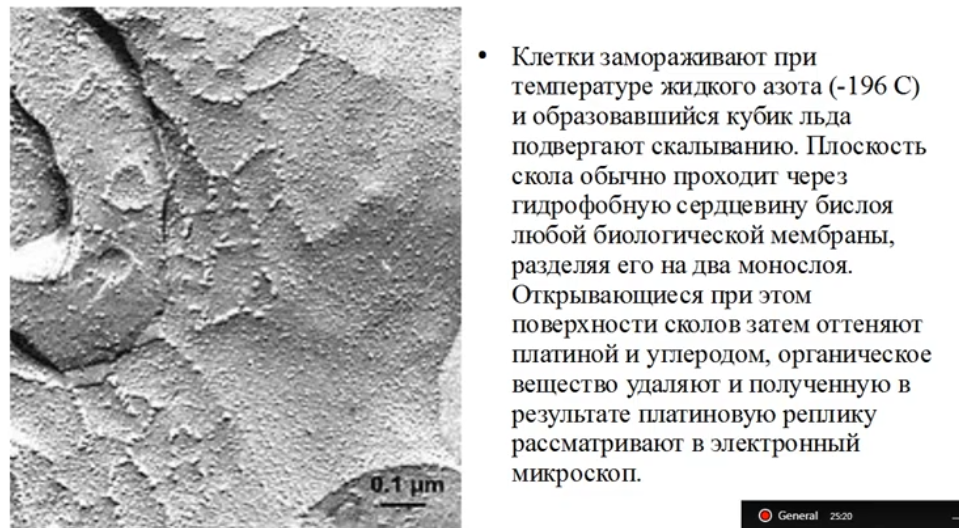 • Клетки замораживают при
температуре жидкого азота (-196 С)
и образовавшийся кубик льда
подвергают скалыванию. Плоскость
скола обычно проходит через
гидрофобную сердцевину бислоя
любой биологической мембраны,
разделяя его на два монослоя.
Открывающиеся при этом
поверхности сколов затем оттеняют
платиной и углеродом, органическое
вещество удаляют и полученную в
результате платиновую реплику
рассматривают в электронный
микроскоп.
0.1 µm
General 25:20